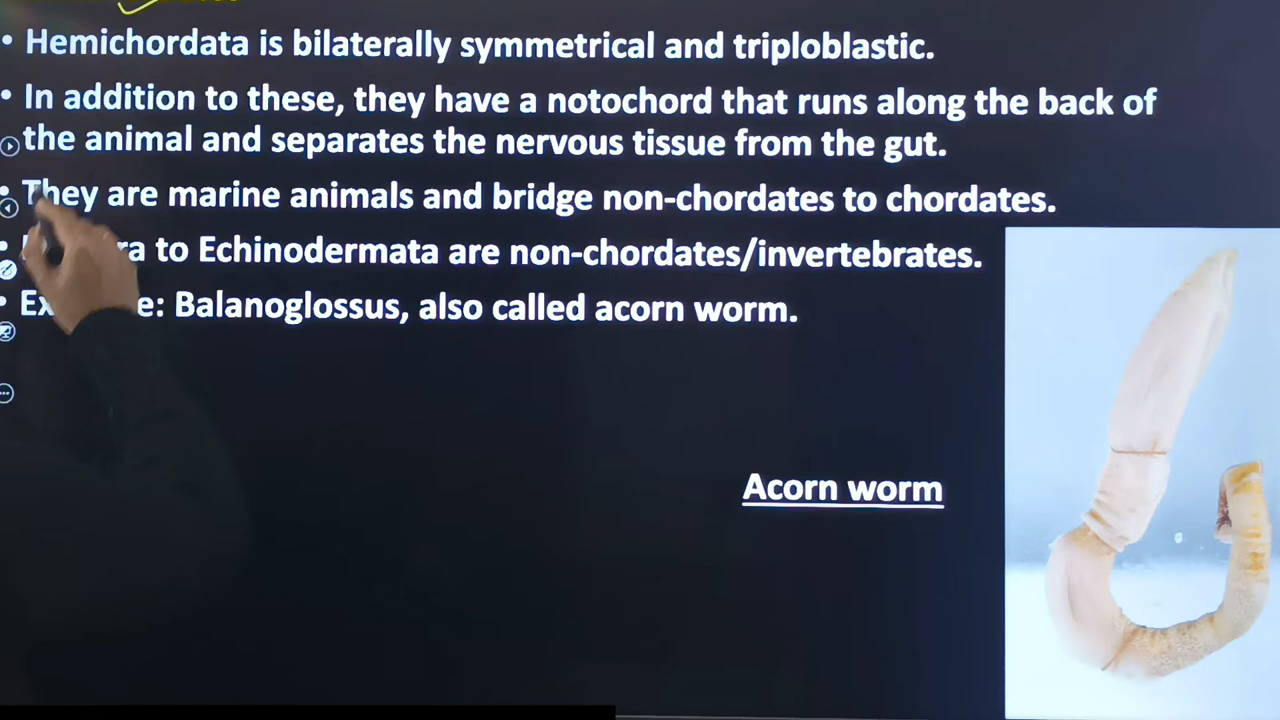 • Hemichordata is bilaterally symmetrical and triploblastic.
• In addition to these, they have a notochord that runs along the back of
the animal and separates the nervous tissue from the gut.
• They are marine animals and bridge non-chordates to chordates.
• to Echinodermata are non-chordates/invertebrates.
• Balanoglossus, also called acorn worm.
Acorn worm